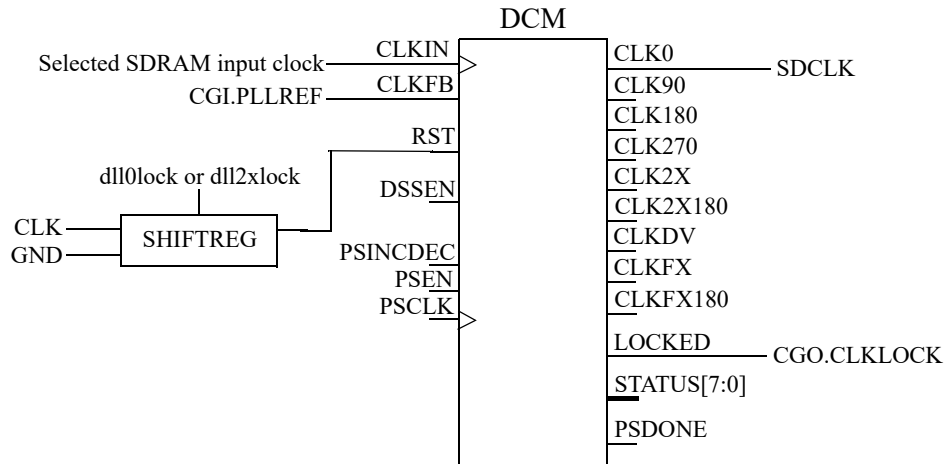 DCM
CLKIN
CLK0
Selected SDRAM input clock
SDCLK
CLKFB
CLK90
CGI.PLLREF
CLK180
RST
CLK270
dll0lock or dll2xlock
CLK2X
DSSEN
CLK2X180
CLK
SHIFTREG
CLKDV
GND
PSINCDEC
CLKFX
PSEN
CLKFX180
PSCLK
LOCKED
CGO.CLKLOCK
STATUS[7:0]
PSDONE